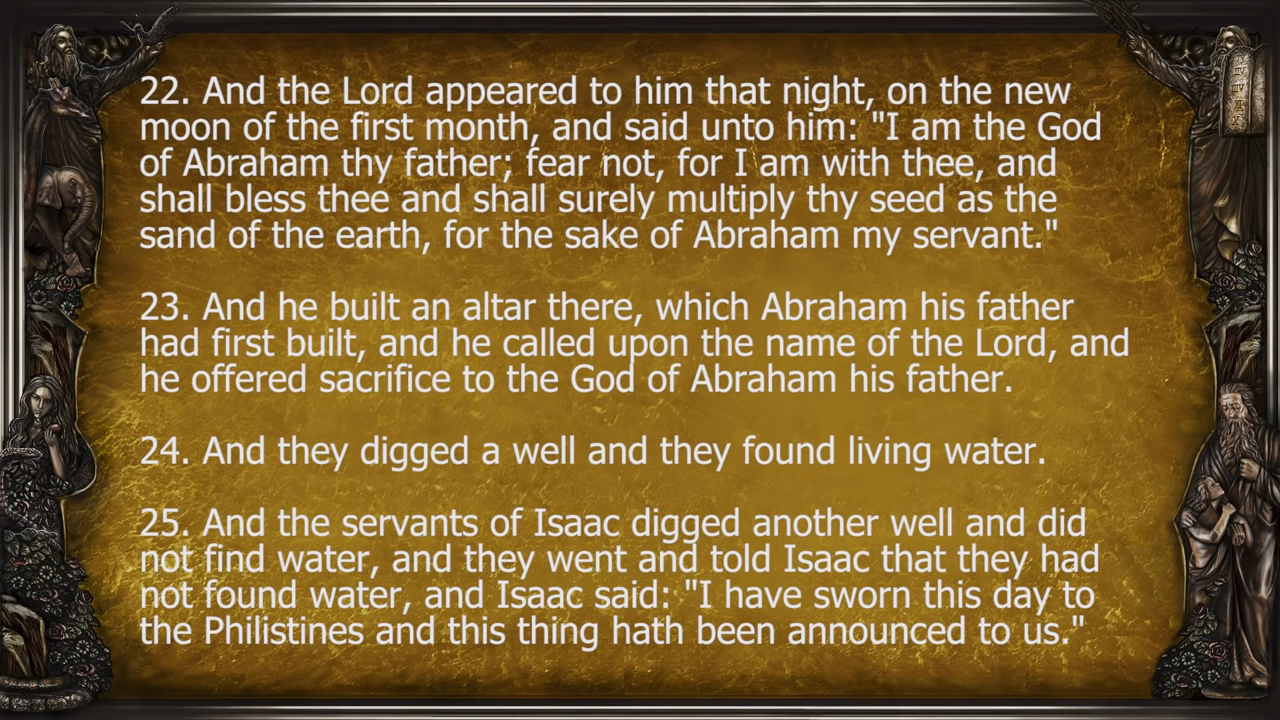 22. And the Lord appeared to him that night, on the new
moon of the first month, and said unto him: "I am the God
of Abraham thy father; fear not, for I am with thee, and
shall bless thee and shall surely multiply thy seed as the
sand of the earth, for the sake of Abraham my servant."
23. And he built an altar there, which Abraham his father
had first built, and he called upon the name of the Lord, and
he offered sacrifice to the God of Abraham his father.
24. And they digged a well and they found living water.
25. And the servants of Isaac digged another well and did
not find water, and they went and told Isaac that they had
not found water, and Isaac said: "I have sworn this day to
the Philistines and this thing hath been announced to us."